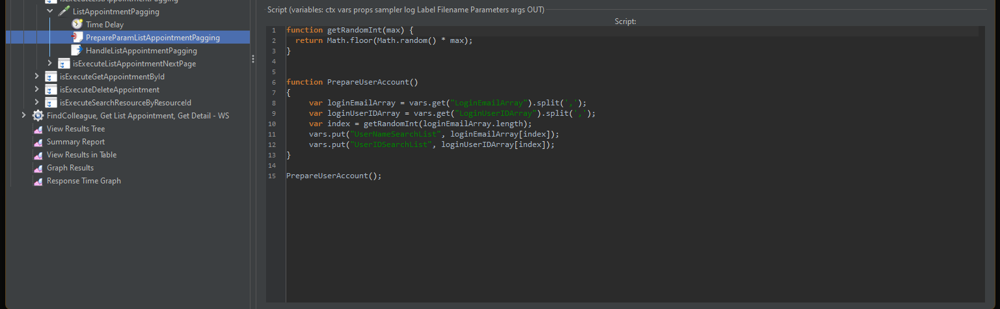 isExecuteListAppointmentPagging
ListAppointmentPagging
Time Delay
PrepareParamListAppointmentPagging
HandleListAppointmentPagging
isExecuteListAppointmentNextPage
isExecuteGetAppointmentById
isExecuteDeleteAppointment
isExecuteSearchResourceByResourceId
FindColleague, Get List Appointment, Get Detail - WS
View Results Tree
Summary Report
View Results in Table
Graph Results
Response Time Graph
Script (variables: ctx vars props sampler log Label Filename Parameters args OUT)
Script:
1 function getRandomInt(max) {
2   return Math.floor(Math.random() * max);
3 }
4
5
6 function PrepareUserAccount()
7 {
8      var loginEmailArray = vars.get("LoginEmailArray").split(',');
9      var loginUserIDArray = vars.get("LoginUserIDArray").split(',');
10      var index = getRandomInt(loginEmailArray.length);
11      vars.put("UserNameSearchList", loginEmailArray[index]);
12      vars.put("UserIDSearchList", loginUserIDArray[index]);
13 }
14
15 PrepareUserAccount();